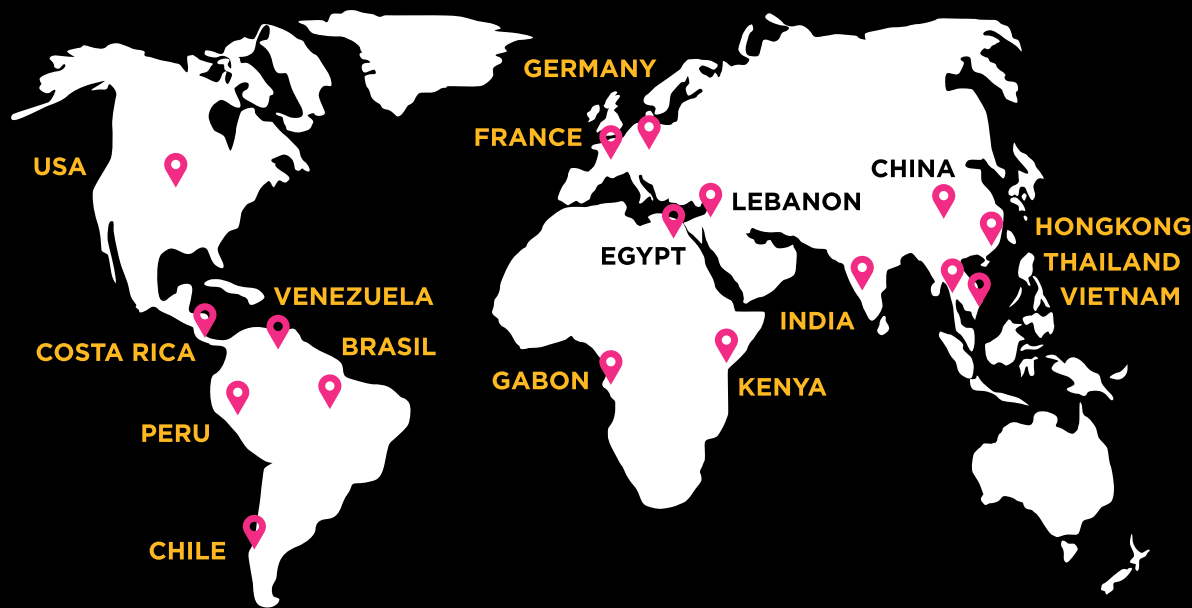 GERMANY
FRANCE
USA
CHINA
LEBANON
HONGKONG
EGYPT
THAILAND
VENEZUELA
VIETNAM
INDIA
COSTA RICA
BRASIL
GABON
KENYA
PERU
CHILE